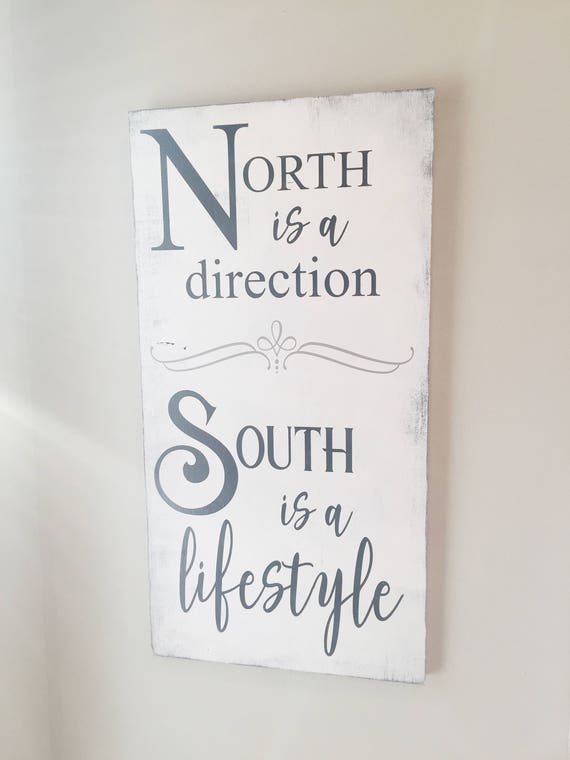 NORTH
is a
direction
SOUTH
is a
lifestyle